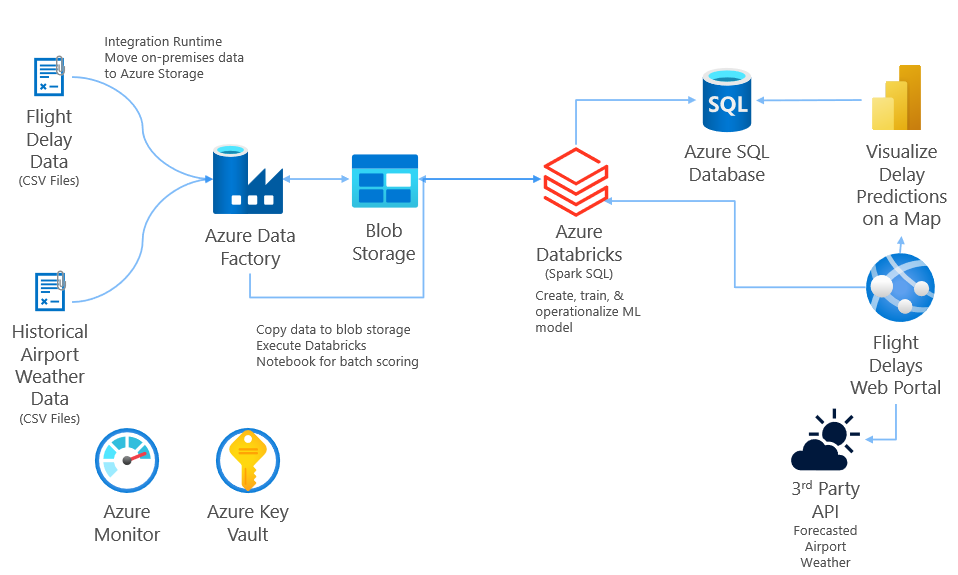 Integration Runtime
Move on-premises data
to Azure Storage
Flight
Delay
Data
(CSV Files)
Azure Data
Factory
Blob
Storage
Azure
Databricks
(Spark SQL)
Create, train, &
operationalize ML
model
SQL
Azure SQL
Database
Visualize
Delay
Predictions
on a Map
Historical
Airport
Weather
Data
(CSV Files)
Copy data to blob storage
Execute Databricks
Notebook for batch scoring
Flight
Delays
Web Portal
Azure
Monitor
Azure Key
Vault
3rd Party
API
Forecasted
Airport
Weather